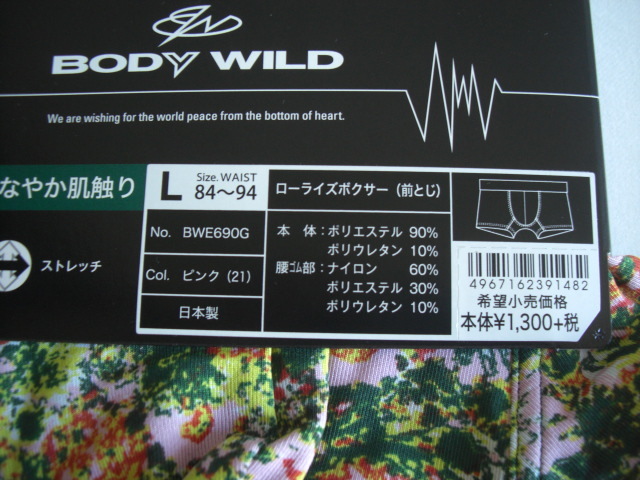 BODY WILD
We are wishing for the world peace from the bottom of heart.
なやか肌触り
ストレッチ
L Size. WAIST 84〜94
No. BWE690G
Col. ピンク (21)
日本製
ローライズボクサー（前とじ）
本　体：ポリエステル 90%
ポリウレタン 10%
腰ゴム部：ナイロン 60%
ポリエステル 30%
ポリウレタン 10%
4967162391482
希望小売価格
本体¥1,300+税